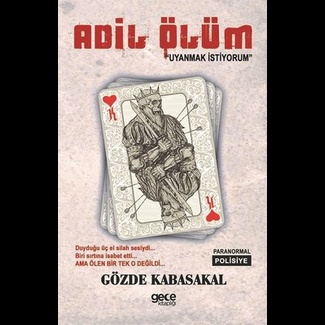 ADİL ÖLÜM
"UYANMAK İSTİYORUM"
K
K
Duyduğu üç el silah sesiydi...
Biri sırtına isabet etti...
AMA ÖLEN BİR TEK O DEĞİLDİ...
PARANORMAL
POLİSİYE
GÖZDE KABASAKAL
gece
kitaplığı